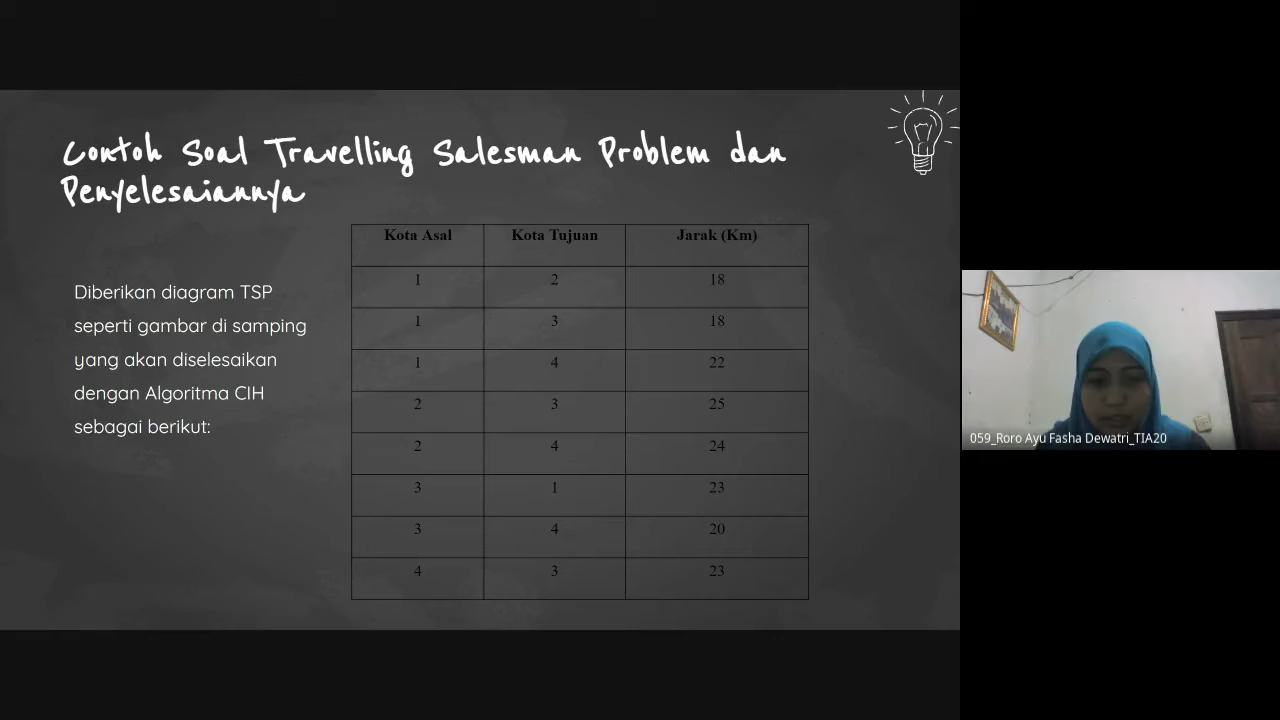 Contoh Soal Travelling Salesman Problem dan
Penyelesaiannya
Diberikan diagram TSP
seperti gambar di samping
yang akan diselesaikan
dengan Algoritma CIH
sebagai berikut:
Kota Asal Kota Tujuan Jarak (Km)
1 2 18
1 3 18
1 4 22
2 3 25
2 4 24
3 1 23
3 4 20
4 3 23
059_Roro Ayu Fasha Dewatri_TIA20